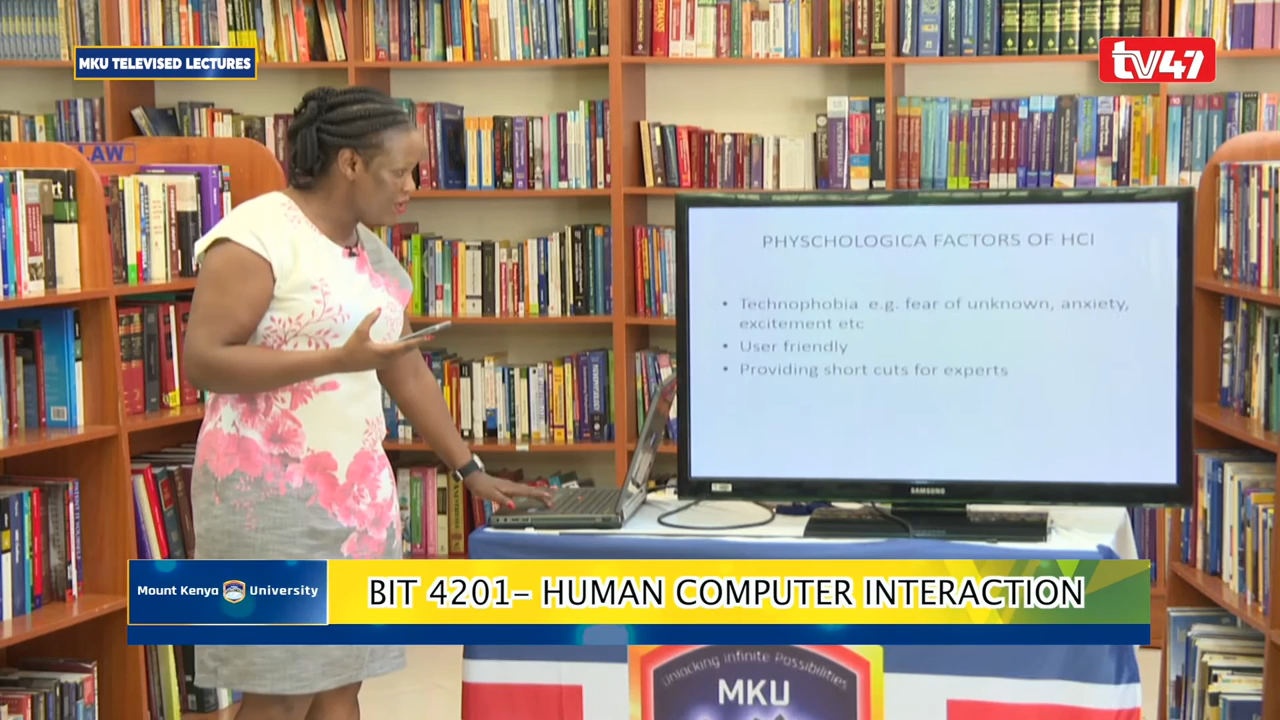 MKU TELEVISED LECTURES
tv47
LAW
PHYSCHOLOGICA FACTORS OF HCI
• Technophobia e.g. fear of unknown, anxiety,
excitement etc
• User friendly
• Providing short cuts for experts
SAMSUNG
Mount Kenya University
BIT 4201– HUMAN COMPUTER INTERACTION
Unlocking Infinite Possibilities
MKU